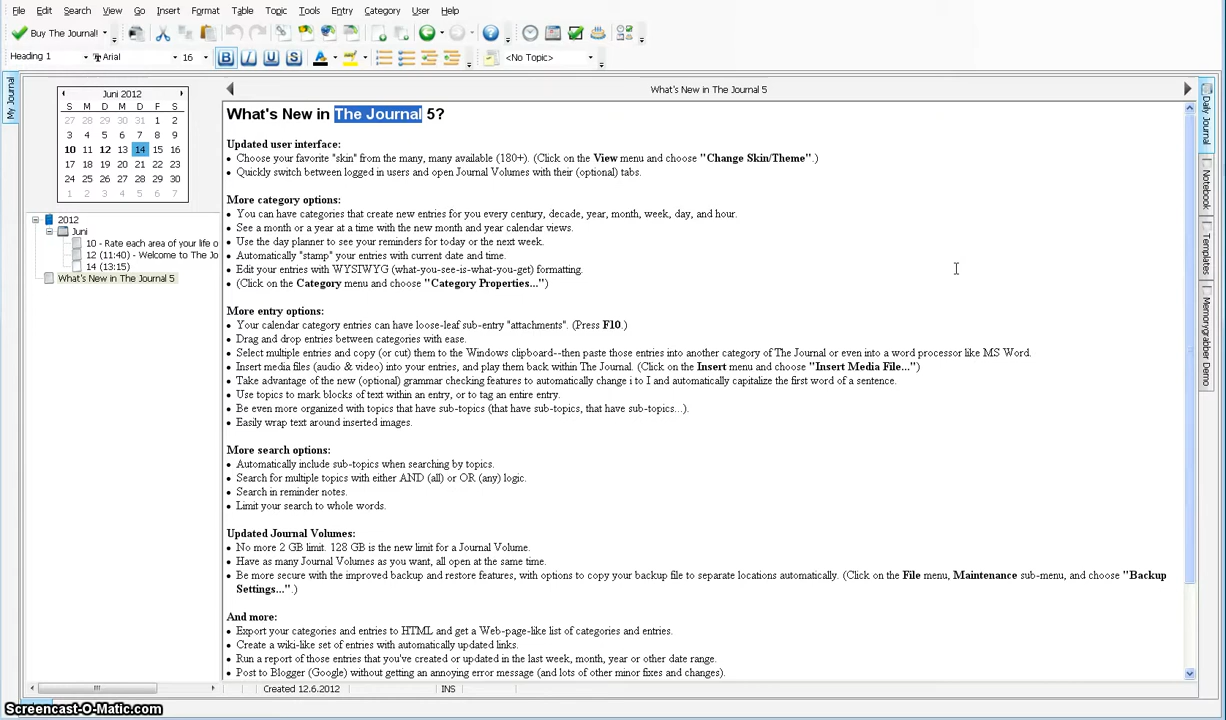 File Edit Search View Go Insert Format Table Topic Tools Entry Category User Help
Buy The Journal!
Heading 1 Arial 16 B I U S A <No Topic>
My Journal
Juni 2012
S M D M D F S
27 28 29 30 31 1 2
3 4 5 6 7 8 9
10 11 12 13 14 15 16
17 18 19 20 21 22 23
24 25 26 27 28 29 30
1 2 3 4 5 6 7
2012
Juni
10 - Rate each area of your life o
12 (11:40) - Welcome to The Jo
14 (13:15)
What's New in The Journal 5
What's New in The Journal 5
What's New in The Journal 5?
Updated user interface:
• Choose your favorite "skin" from the many, many available (180+). (Click on the View menu and choose "Change Skin/Theme".)
• Quickly switch between logged in users and open Journal Volumes with their (optional) tabs.
More category options:
• You can have categories that create new entries for you every century, decade, year, month, week, day, and hour.
• See a month or a year at a time with the new month and year calendar views.
• Use the day planner to see your reminders for today or the next week.
• Automatically "stamp" your entries with current date and time.
• Edit your entries with WYSIWYG (what-you-see-is-what-you-get) formatting.
• (Click on the Category menu and choose "Category Properties...")
More entry options:
• Your calendar category entries can have loose-leaf sub-entry "attachments". (Press F10.)
• Drag and drop entries between categories with ease.
• Select multiple entries and copy (or cut) them to the Windows clipboard--then paste those entries into another category of The Journal or even into a word processor like MS Word.
• Insert media files (audio & video) into your entries, and play them back within The Journal. (Click on the Insert menu and choose "Insert Media File...")
• Take advantage of the new (optional) grammar checking features to automatically change i to I and automatically capitalize the first word of a sentence.
• Use topics to mark blocks of text within an entry, or to tag an entire entry.
• Be even more organized with topics that have sub-topics (that have sub-topics, that have sub-topics...).
• Easily wrap text around inserted images.
More search options:
• Automatically include sub-topics when searching by topics.
• Search for multiple topics with either AND (all) or OR (any) logic.
• Search in reminder notes.
• Limit your search to whole words.
Updated Journal Volumes:
• No more 2 GB limit. 128 GB is the new limit for a Journal Volume.
• Have as many Journal Volumes as you want, all open at the same time.
• Be more secure with the improved backup and restore features, with options to copy your backup file to separate locations automatically. (Click on the File menu, Maintenance sub-menu, and choose "Backup
Settings...".)
And more:
• Export your categories and entries to HTML and get a Web-page-like list of categories and entries.
• Create a wiki-like set of entries with automatically updated links.
• Run a report of those entries that you've created or updated in the last week, month, year or other date range.
• Post to Blogger (Google) without getting an annoying error message (and lots of other minor fixes and changes).
Daily Journal
Notebook
Templates
Memorygrabber Demo
Created 12.6.2012 INS
Screencast-O-Matic.com